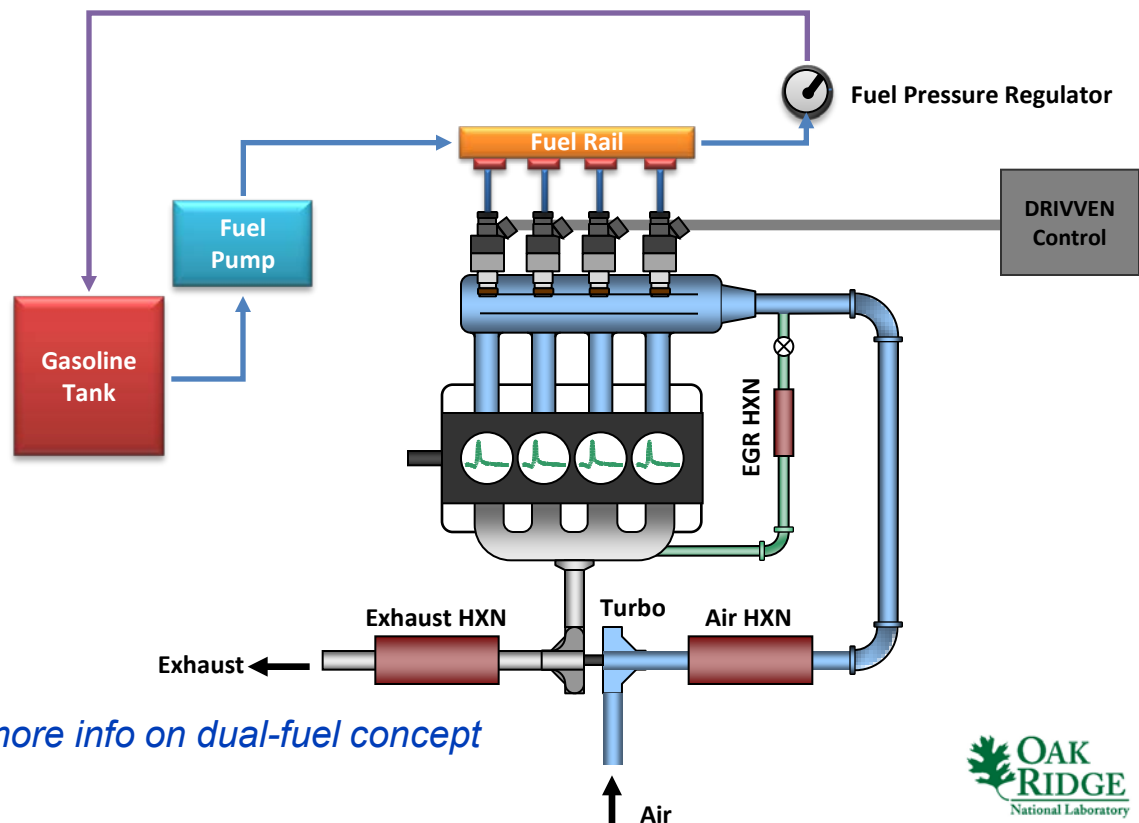 Fuel Pressure Regulator
Fuel Rail
DRIVVEN
Control
Fuel
Pump
Gasoline
Tank
EGR HXN
Exhaust HXN
Turbo
Air HXN
Exhaust
more info on dual-fuel concept
Air
OAK
RIDGE
National Laboratory